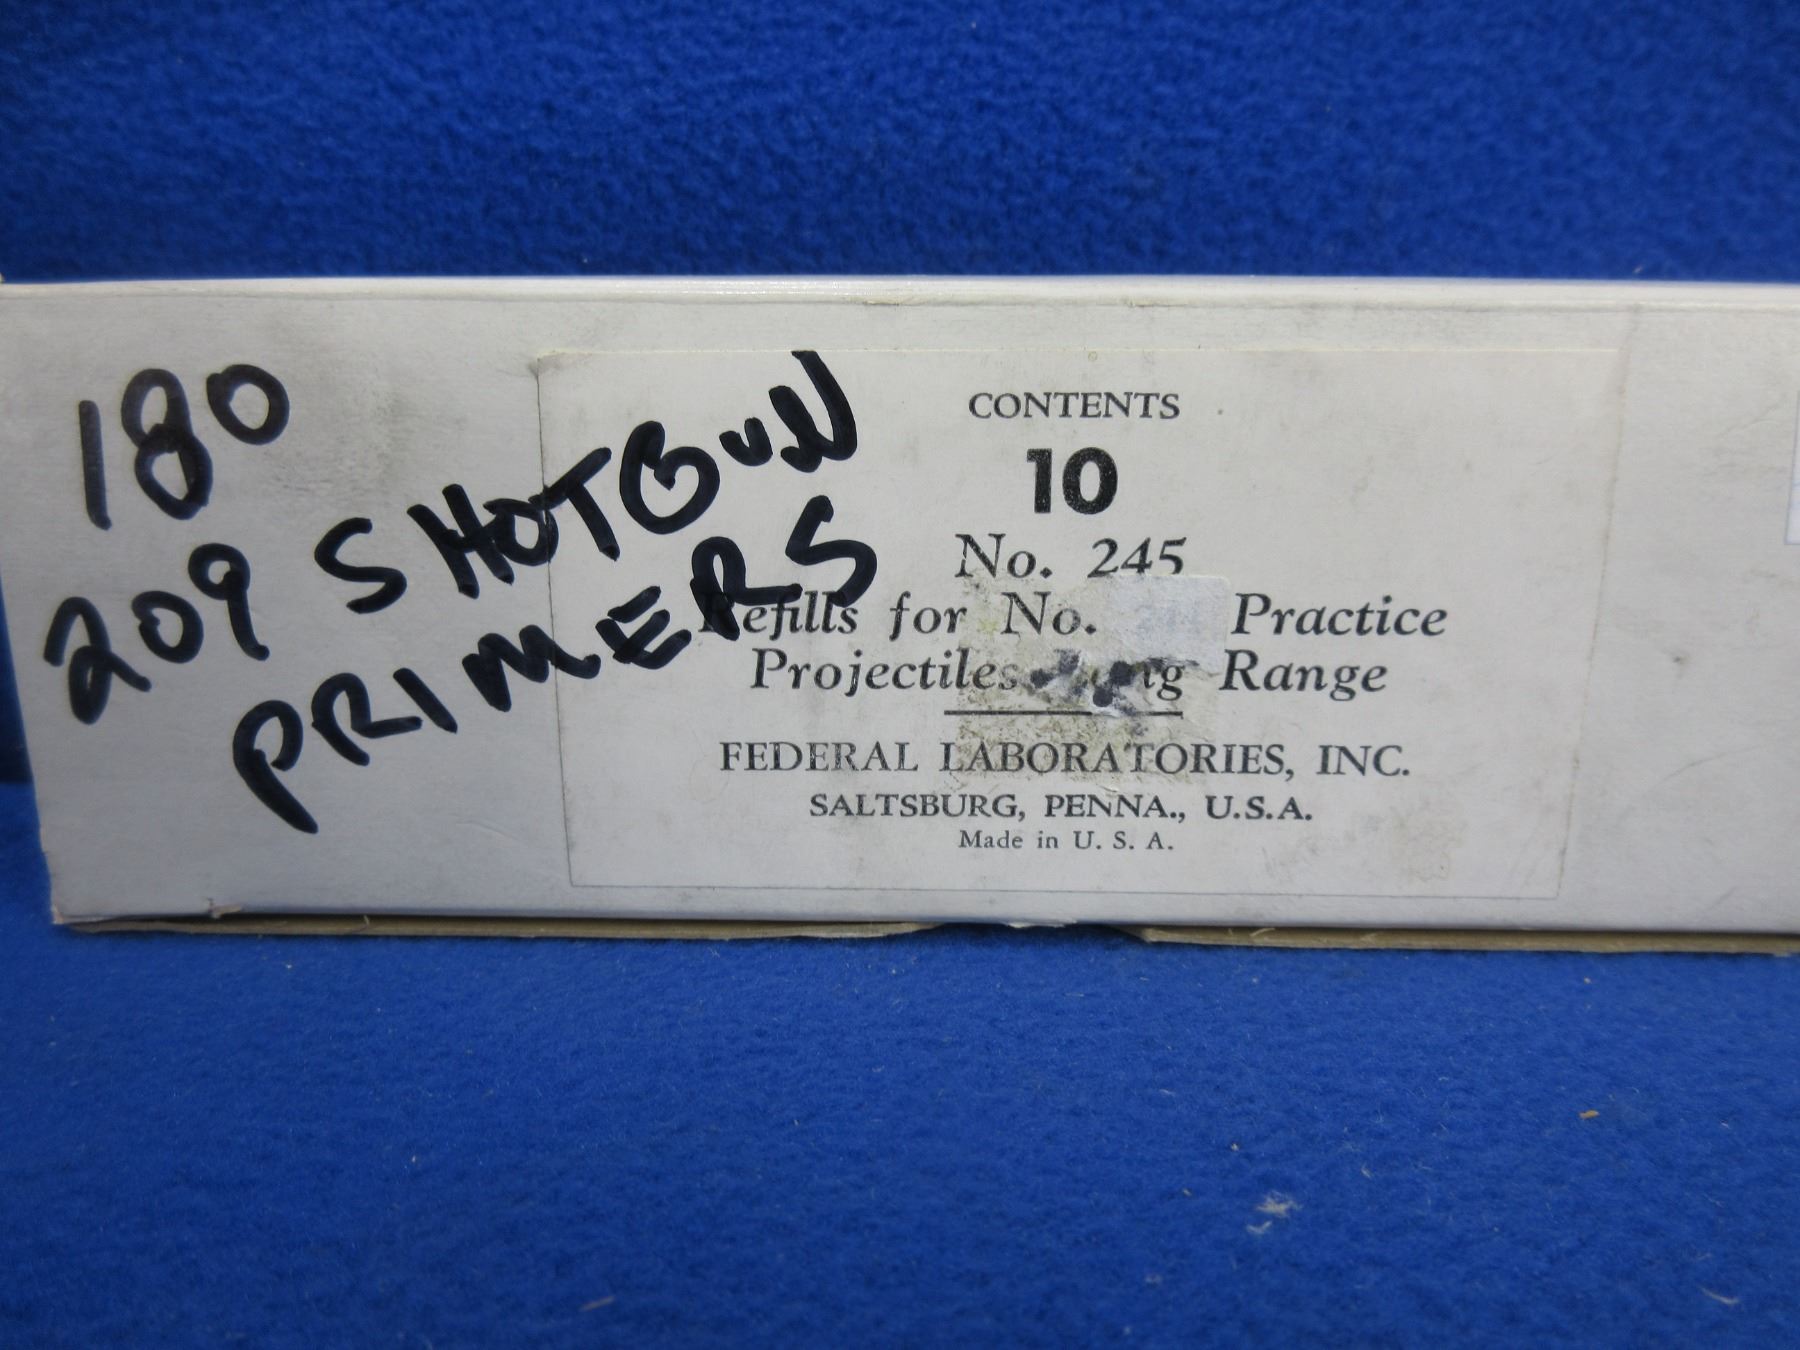 180
209 SHOTGUN
PRIMERS
CONTENTS
10
No. 245
Refills for No. Practice
Projectiles Range
FEDERAL LABORATORIES, INC.
SALTSBURG, PENNA., U.S.A.
Made in U. S. A.